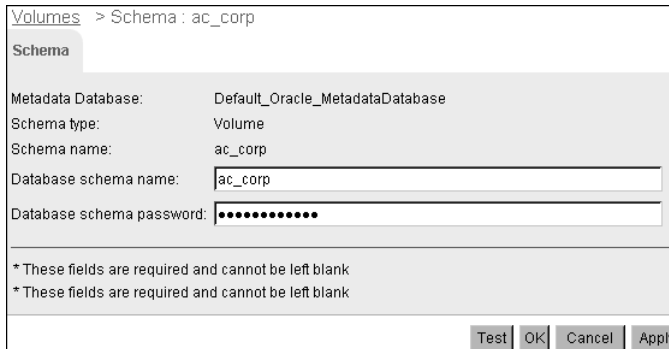 Volumes > Schema : ac_corp
Schema
Metadata Database: Default_Oracle_MetadataDatabase
Schema type: Volume
Schema name: ac_corp
Database schema name: ac_corp
Database schema password: ••••••••••••
* These fields are required and cannot be left blank
* These fields are required and cannot be left blank
Test OK Cancel Apply